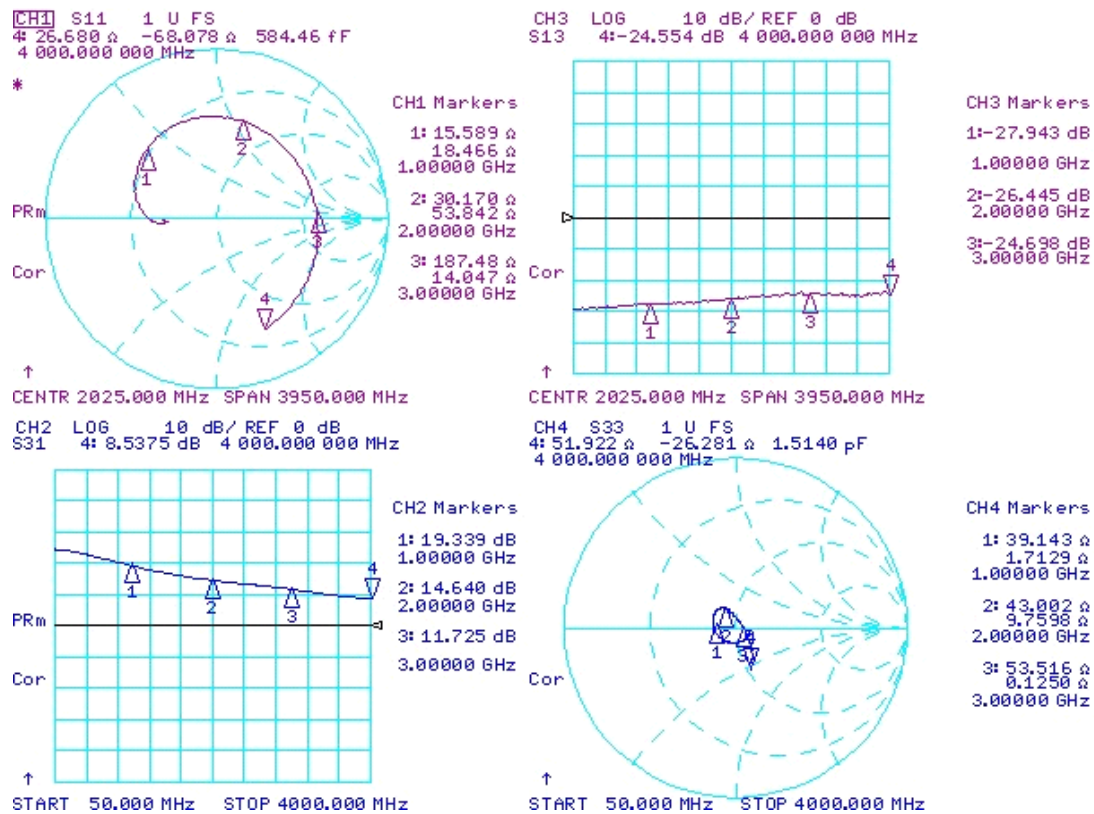 CH1 S11 1 U FS
4: 26.680 Ω -68.078 Ω 584.46 fF
4 000.000 000 MHz
*
CH1 Markers
1: 15.589 Ω
18.466 Ω
1.00000 GHz
2: 30.170 Ω
53.842 Ω
2.00000 GHz
3: 187.48 Ω
14.047 Ω
3.00000 GHz
PRm
Cor
1
2
3
4
↑
CENTR 2025.000 MHz SPAN 3950.000 MHz
CH3 LOG 10 dB/ REF 0 dB
S13 4:-24.554 dB 4 000.000 000 MHz
CH3 Markers
1:-27.943 dB
1.00000 GHz
2:-26.445 dB
2.00000 GHz
3:-24.698 dB
3.00000 GHz
Cor
1
2
3
4
↑
CENTR 2025.000 MHz SPAN 3950.000 MHz
CH2 LOG 10 dB/ REF 0 dB
S31 4: 8.5375 dB 4 000.000 000 MHz
CH2 Markers
1: 19.339 dB
1.00000 GHz
2: 14.640 dB
2.00000 GHz
3: 11.725 dB
3.00000 GHz
PRm
Cor
1
2
3
4
↑
START 50.000 MHz STOP 4000.000 MHz
CH4 S33 1 U FS
4: 51.922 Ω -26.281 Ω 1.5140 pF
4 000.000 000 MHz
CH4 Markers
1: 39.143 Ω
1.7129 Ω
1.00000 GHz
2: 43.002 Ω
9.7598 Ω
2.00000 GHz
3: 53.516 Ω
0.1250 Ω
3.00000 GHz
Cor
1
2
3
4
↑
START 50.000 MHz STOP 4000.000 MHz